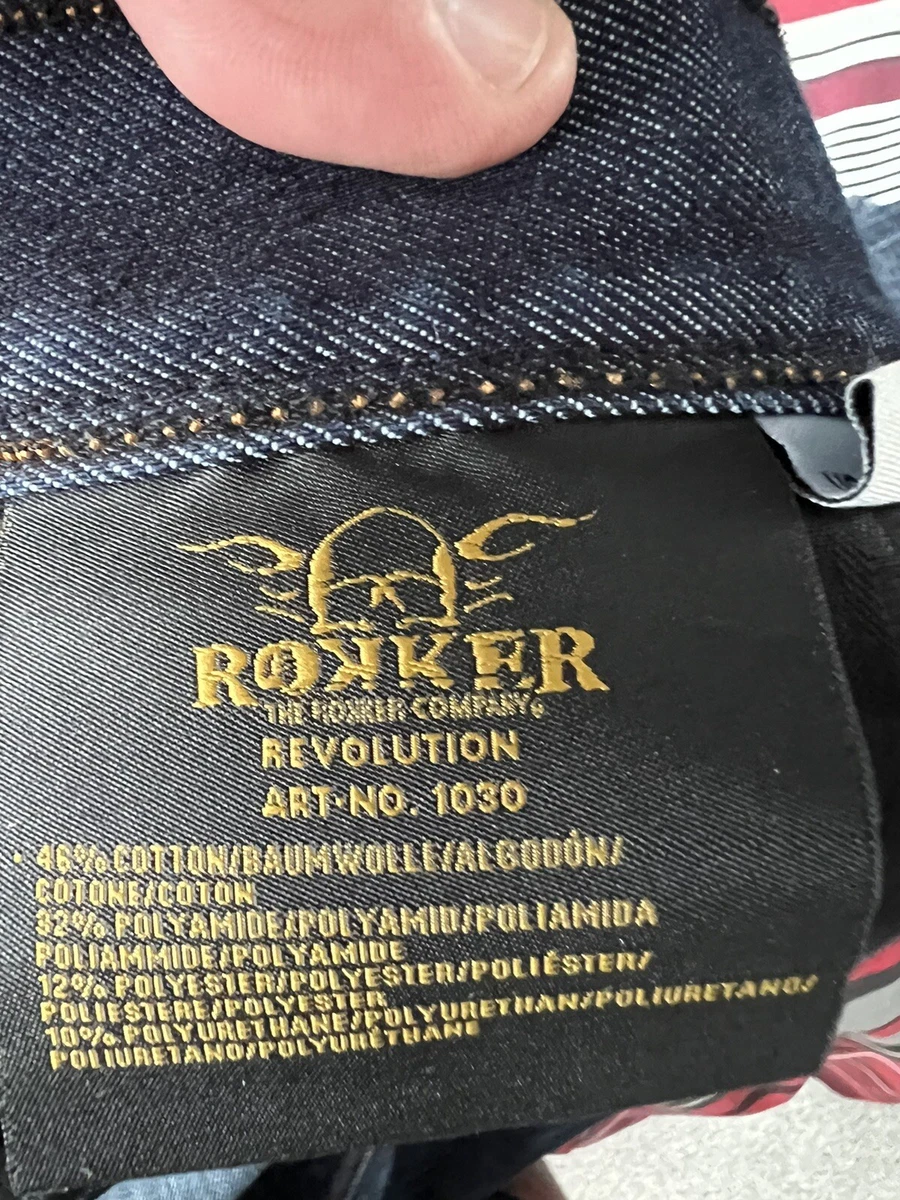 ROKKER
THE ROKKER COMPANY®
REVOLUTION
ART·NO. 1030
46% COTTON/BAUMWOLLE/ALGODÓN/
COTONE/COTON
32% POLYAMIDE/POLYAMID/POLIAMIDA
POLIAMMIDE/POLYAMIDE
12% POLYESTER/POLYESTER/POLIÉSTER/
POLIESTERE/POLYESTER
10% POLYURETHANE/POLYURETHAN/POLIURETANO/
POLIURETANO/POLYURÉTHANE